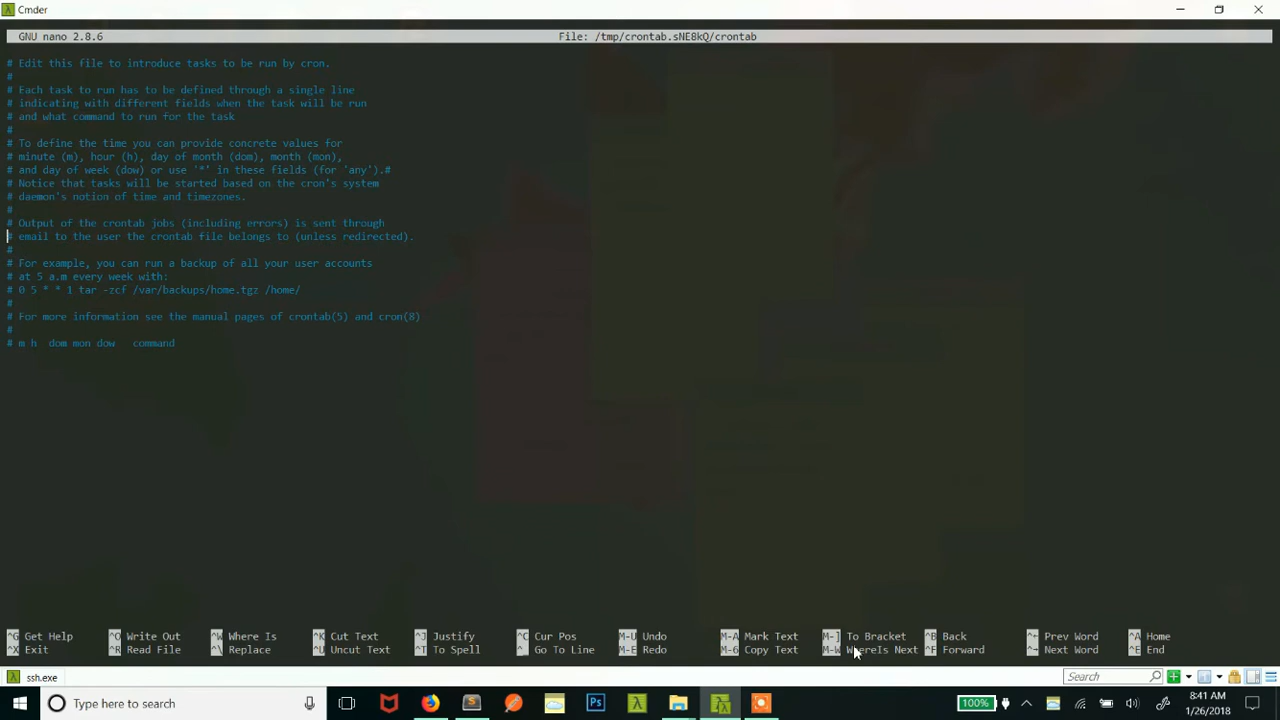 Cmder
GNU nano 2.8.6 File: /tmp/crontab.sNE8kQ/crontab
# Edit this file to introduce tasks to be run by cron.
#
# Each task to run has to be defined through a single line
# indicating with different fields when the task will be run
# and what command to run for the task
#
# To define the time you can provide concrete values for
# minute (m), hour (h), day of month (dom), month (mon),
# and day of week (dow) or use '*' in these fields (for 'any').#
# Notice that tasks will be started based on the cron's system
# daemon's notion of time and timezones.
#
# Output of the crontab jobs (including errors) is sent through
# email to the user the crontab file belongs to (unless redirected).
#
# For example, you can run a backup of all your user accounts
# at 5 a.m every week with:
# 0 5 * * 1 tar -zcf /var/backups/home.tgz /home/
#
# For more information see the manual pages of crontab(5) and cron(8)
#
# m h  dom mon dow   command
^G Get Help ^O Write Out ^W Where Is ^K Cut Text ^J Justify ^C Cur Pos M-U Undo M-A Mark Text M-] To Bracket ^B Back ^← Prev Word ^A Home
^X Exit ^R Read File ^\ Replace ^U Uncut Text ^T To Spell ^_ Go To Line M-E Redo M-6 Copy Text M-W WhereIs Next ^F Forward ^→ Next Word ^E End
ssh.exe Search
Type here to search 100% 8:41 AM
1/26/2018